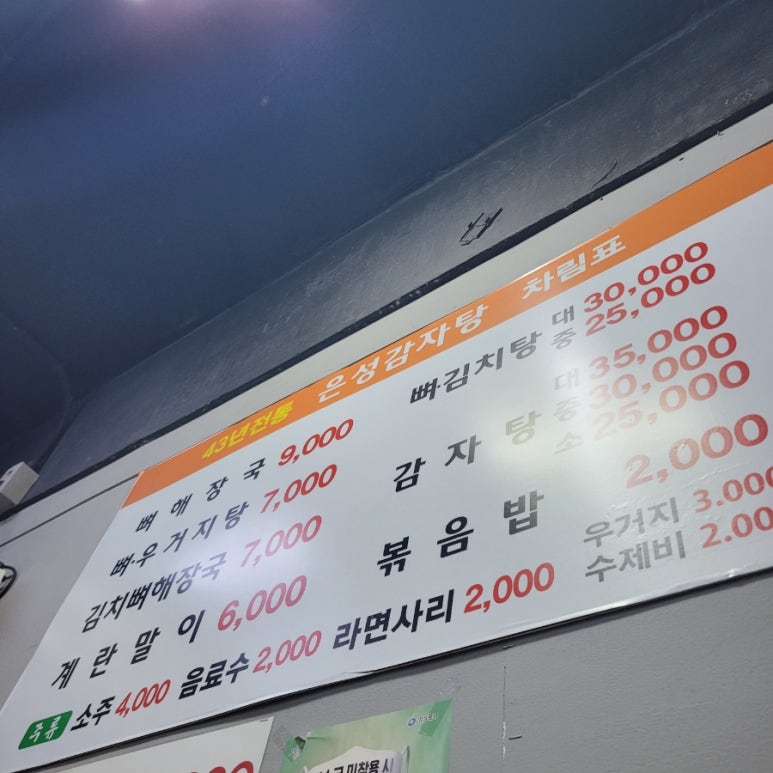 43년전통 은성감자탕 차림표
뼈해장국 9,000
뼈·우거지탕 7,000
김치뼈해장국 7,000
계란말이 6,000
주류 소주 4,000 음료수 2,000 라면사리 2,000
뼈·김치탕 대 30,000
중 25,000
감자탕 대 35,000
중 30,000
소 25,000
볶음밥 2,000
우거지 3.000
수제비 2.000
미착용 시